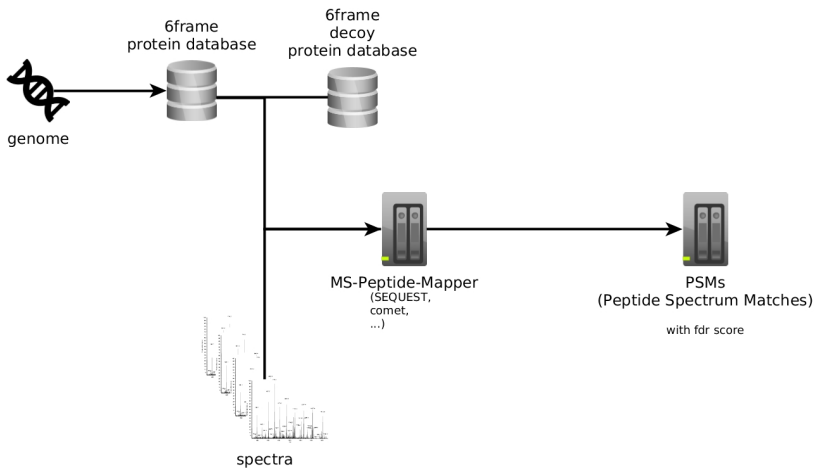 6frame
protein database
6frame
decoy
protein database
genome
MS-Peptide-Mapper
(SEQUEST,
comet,
...)
PSMs
(Peptide Spectrum Matches)
with fdr score
spectra